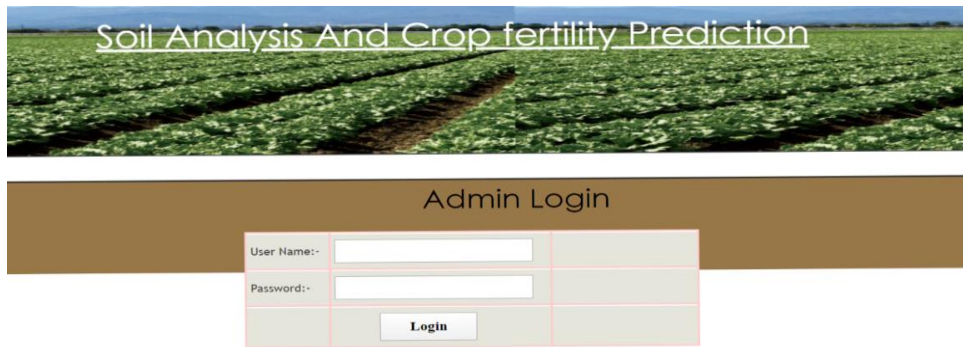 Soil Analysis And Crop fertility Prediction
Admin Login
User Name:-
Password:-
Login